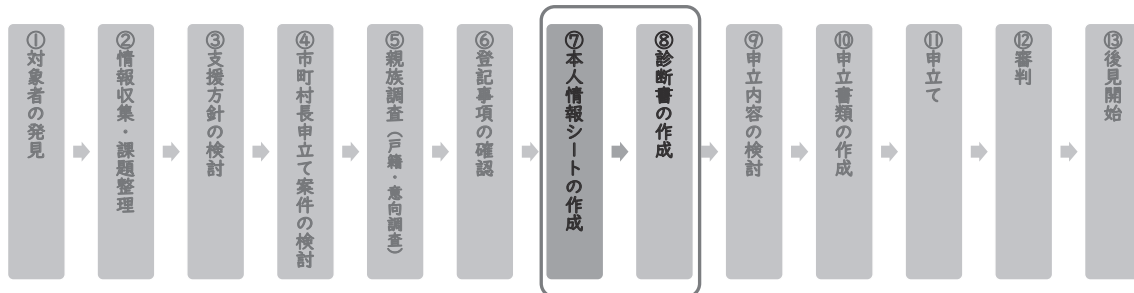 ①対象者の発見
②情報収集・課題整理
③支援方針の検討
④市町村長申立て案件の検討
⑤親族調査（戸籍・意向調査）
⑥登記事項の確認
⑦本人情報シートの作成
⑧診断書の作成
⑨申立内容の検討
⑩申立書類の作成
⑪申立て
⑫審判
⑬後見開始